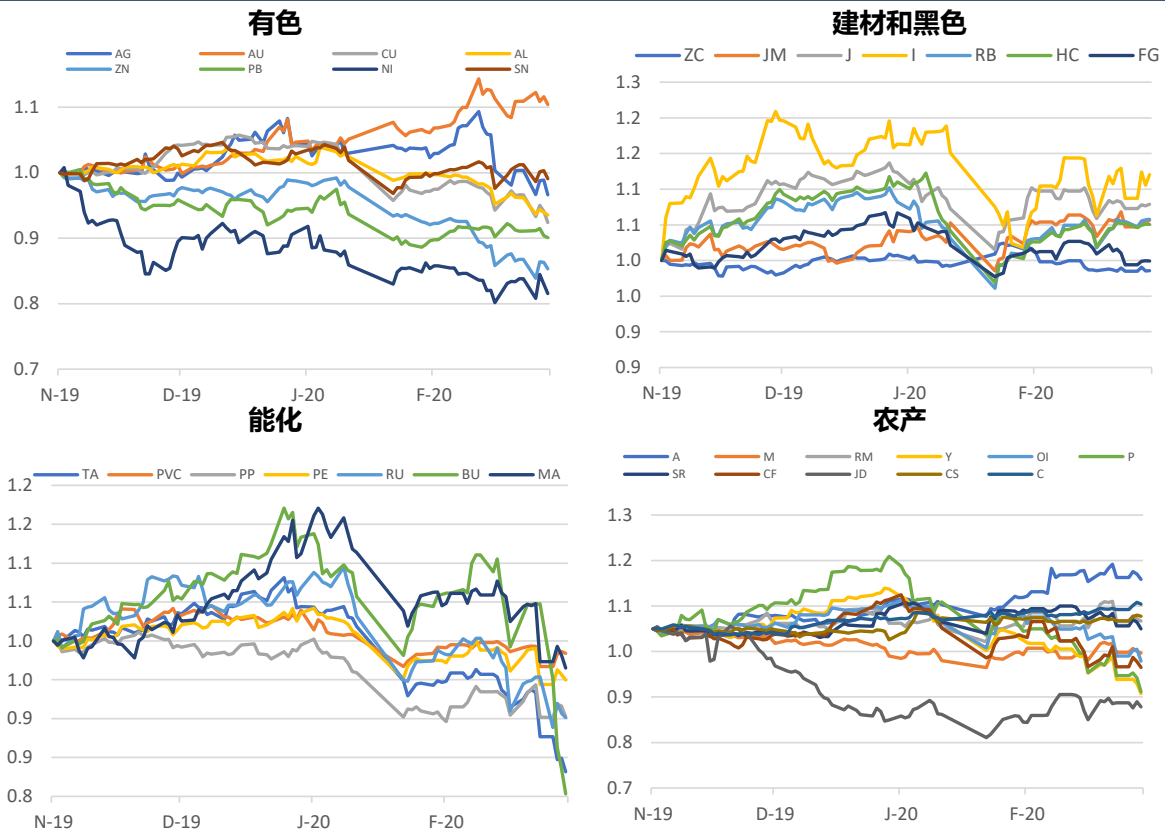 有色
AG AU CU AL
ZN PB NI SN
1.1
1.0
0.9
0.8
0.7
N-19 D-19 J-20 F-20
建材和黑色
ZC JM J I RB HC FG
1.3
1.2
1.2
1.1
1.1
1.0
1.0
0.9
0.9
N-19 D-19 J-20 F-20
能化
TA PVC PP PE RU BU MA
1.2
1.2
1.1
1.1
1.0
1.0
0.9
0.9
0.8
N-19 D-19 J-20 F-20
农产
A M RM Y OI P
SR CF JD CS C
1.3
1.2
1.1
1.0
0.9
0.8
0.7
N-19 D-19 J-20 F-20